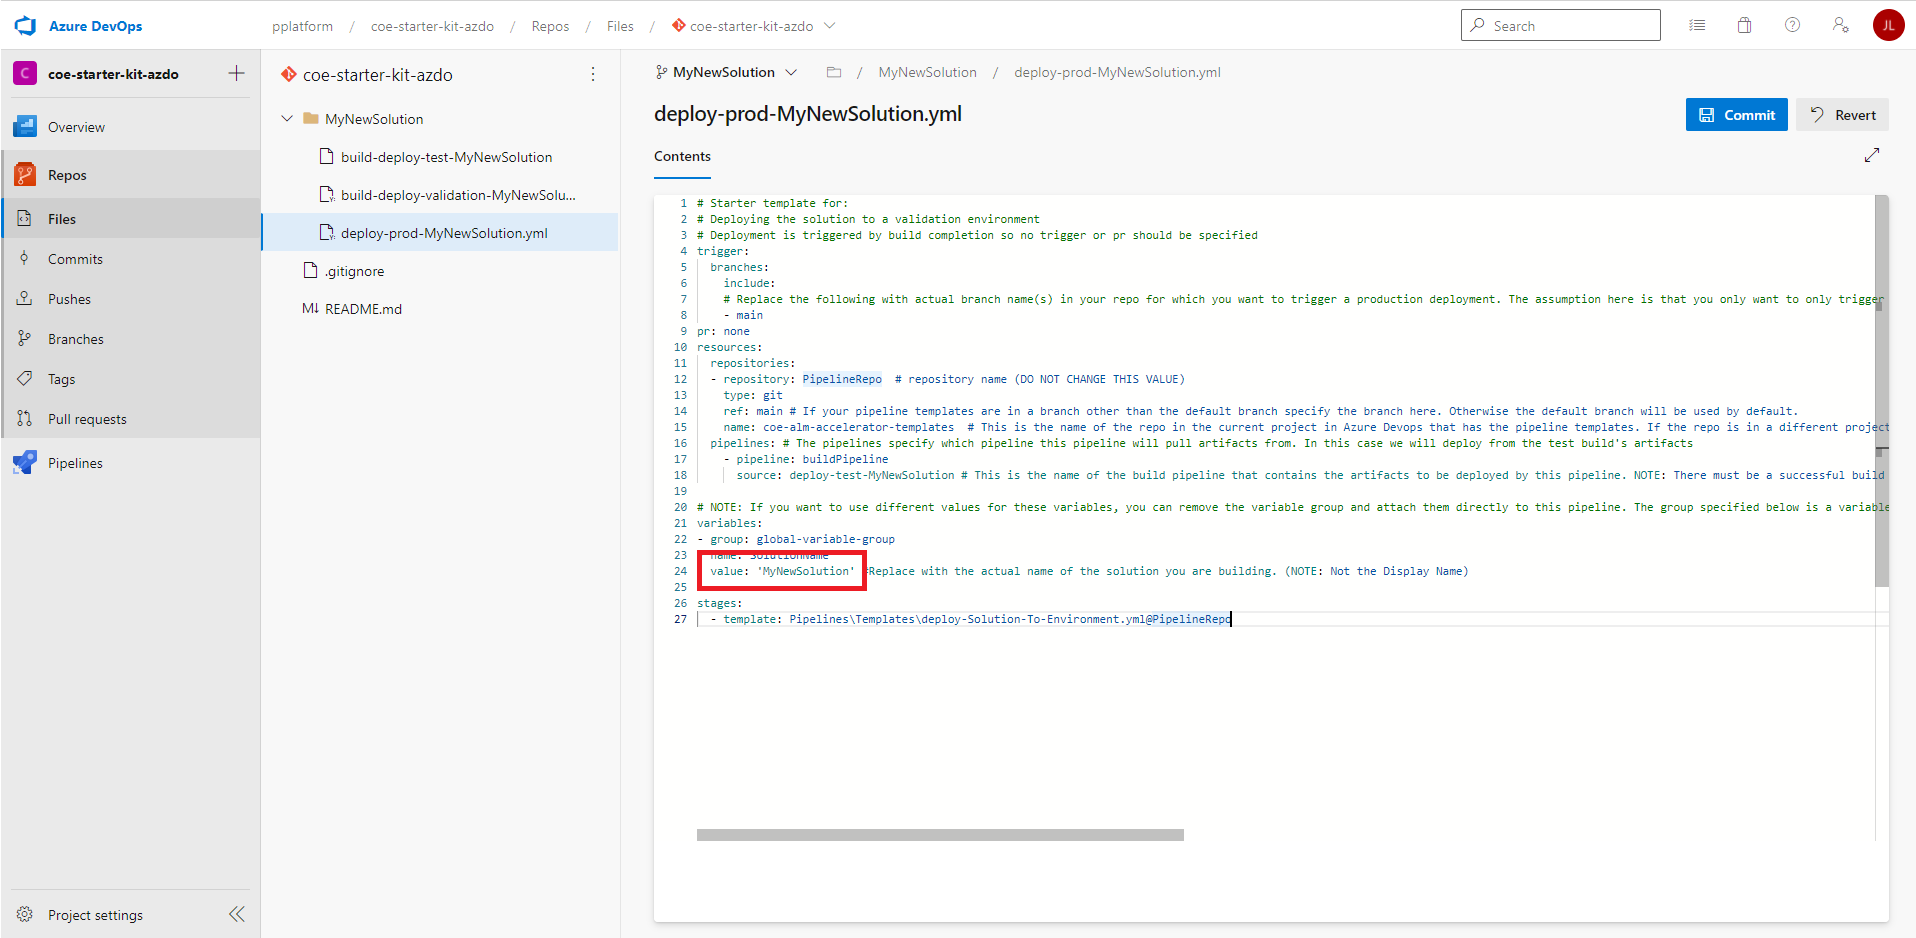 Azure DevOps
pplatform / coe-starter-kit-azdo / Repos / Files / coe-starter-kit-azdo
Search
JL
C coe-starter-kit-azdo
Overview
Repos
Files
Commits
Pushes
Branches
Tags
Pull requests
Pipelines
Project settings
coe-starter-kit-azdo
MyNewSolution
build-deploy-test-MyNewSolution
build-deploy-validation-MyNewSolu...
deploy-prod-MyNewSolution.yml
.gitignore
M↓ README.md
MyNewSolution / MyNewSolution / deploy-prod-MyNewSolution.yml
deploy-prod-MyNewSolution.yml
Commit
Revert
Contents
1 # Starter template for:
2 # Deploying the solution to a validation environment
3 # Deployment is triggered by build completion so no trigger or pr should be specified
4 trigger:
5 branches:
6 include:
7 # Replace the following with actual branch name(s) in your repo for which you want to trigger a production deployment. The assumption here is that you only want to only trigger
8 - main
9 pr: none
10 resources:
11 repositories:
12 - repository: PipelineRepo # repository name (DO NOT CHANGE THIS VALUE)
13 type: git
14 ref: main # If your pipeline templates are in a branch other than the default branch specify the branch here. Otherwise the default branch will be used by default.
15 name: coe-alm-accelerator-templates # This is the name of the repo in the current project in Azure Devops that has the pipeline templates. If the repo is in a different project
16 pipelines: # The pipelines specify which pipeline this pipeline will pull artifacts from. In this case we will deploy from the test build's artifacts
17 - pipeline: buildPipeline
18 source: deploy-test-MyNewSolution # This is the name of the build pipeline that contains the artifacts to be deployed by this pipeline. NOTE: There must be a successful build
19
20 # NOTE: If you want to use different values for these variables, you can remove the variable group and attach them directly to this pipeline. The group specified below is a variable
21 variables:
22 - group: global-variable-group
23 name: SolutionName
24 value: 'MyNewSolution' #Replace with the actual name of the solution you are building. (NOTE: Not the Display Name)
25
26 stages:
27 - template: Pipelines\Templates\deploy-Solution-To-Environment.yml@PipelineRepo